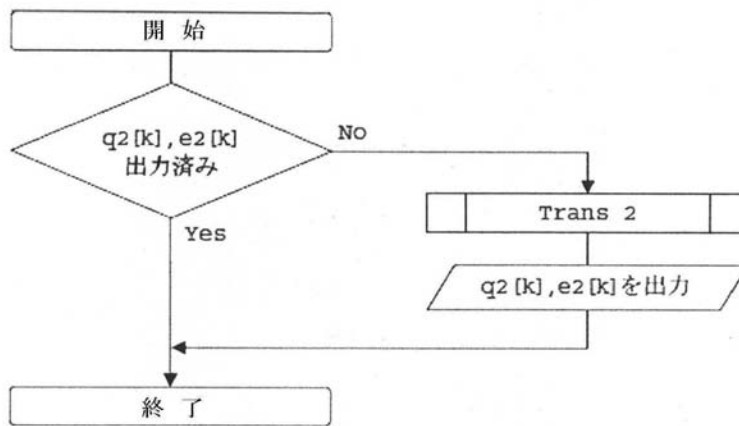 開 始
q2[k],e2[k]
出力済み
No
Yes
Trans 2
q2[k],e2[k]を出力
終 了